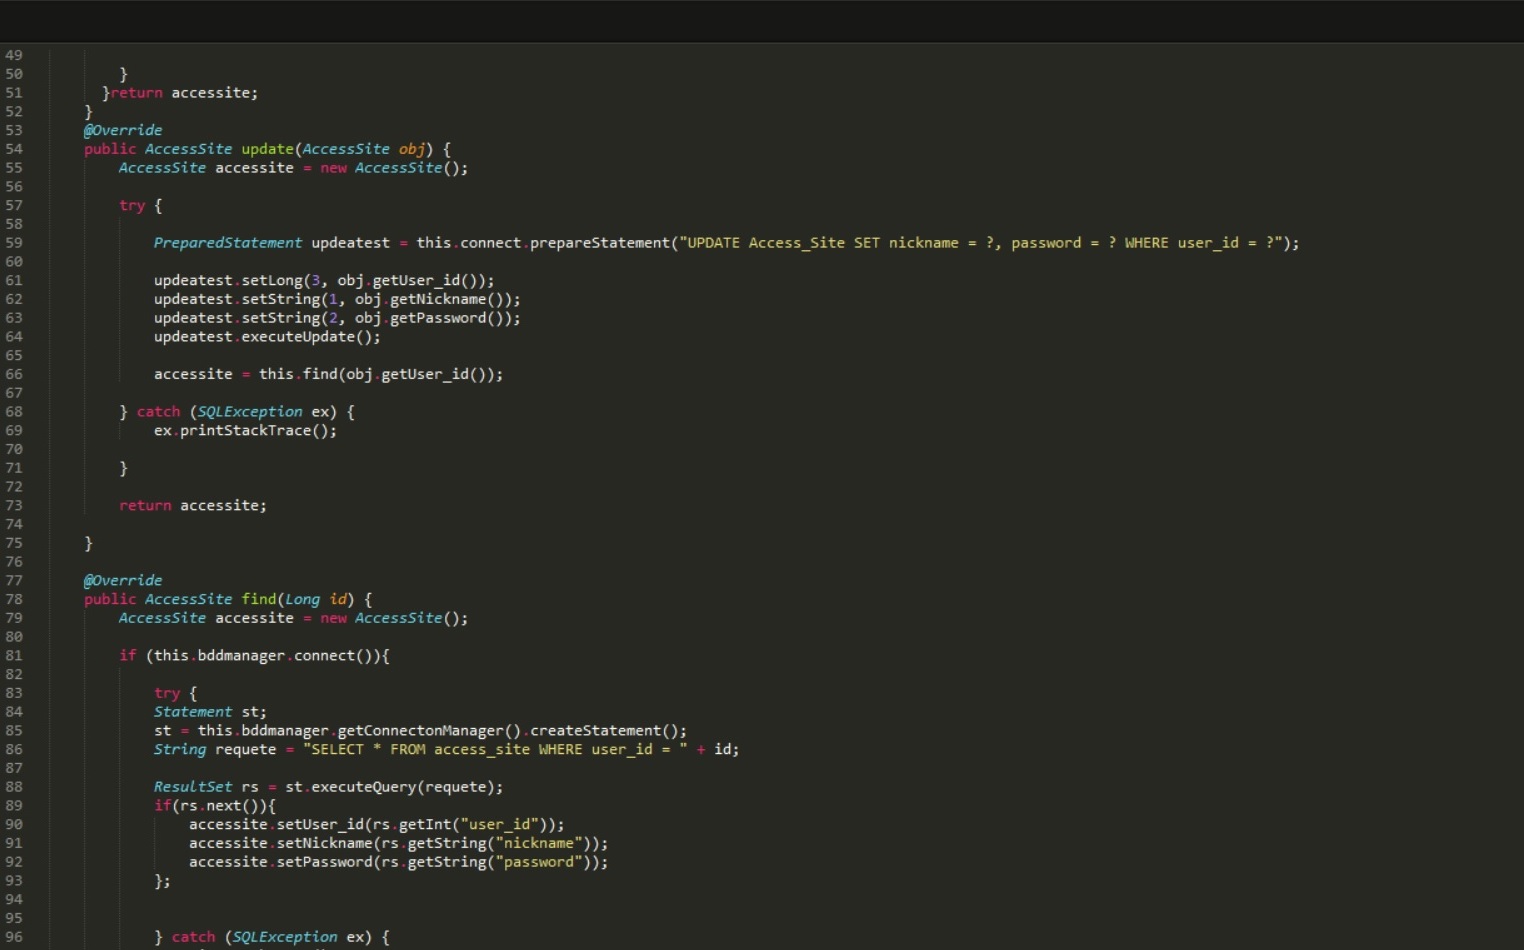 49
50 }
51 }return accessite;
52 }
53 @Override
54 public AccessSite update(AccessSite obj) {
55 AccessSite accessite = new AccessSite();
56
57 try {
58
59 PreparedStatement updeatest = this.connect.prepareStatement("UPDATE Access_Site SET nickname = ?, password = ? WHERE user_id = ?");
60
61 updeatest.setLong(3, obj.getUser_id());
62 updeatest.setString(1, obj.getNickname());
63 updeatest.setString(2, obj.getPassword());
64 updeatest.executeUpdate();
65
66 accessite = this.find(obj.getUser_id());
67
68 } catch (SQLException ex) {
69 ex.printStackTrace();
70
71 }
72
73 return accessite;
74
75 }
76
77 @Override
78 public AccessSite find(Long id) {
79 AccessSite accessite = new AccessSite();
80
81 if (this.bddmanager.connect()){
82
83 try {
84 Statement st;
85 st = this.bddmanager.getConnectonManager().createStatement();
86 String requete = "SELECT * FROM access_site WHERE user_id = " + id;
87
88 ResultSet rs = st.executeQuery(requete);
89 if(rs.next()){
90 accessite.setUser_id(rs.getInt("user_id"));
91 accessite.setNickname(rs.getString("nickname"));
92 accessite.setPassword(rs.getString("password"));
93 };
94
95
96 } catch (SQLException ex) {